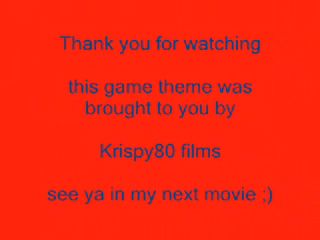 Thank you for watching
this game theme was
brought to you by
Krispy80 films
see ya in my next movie ;)